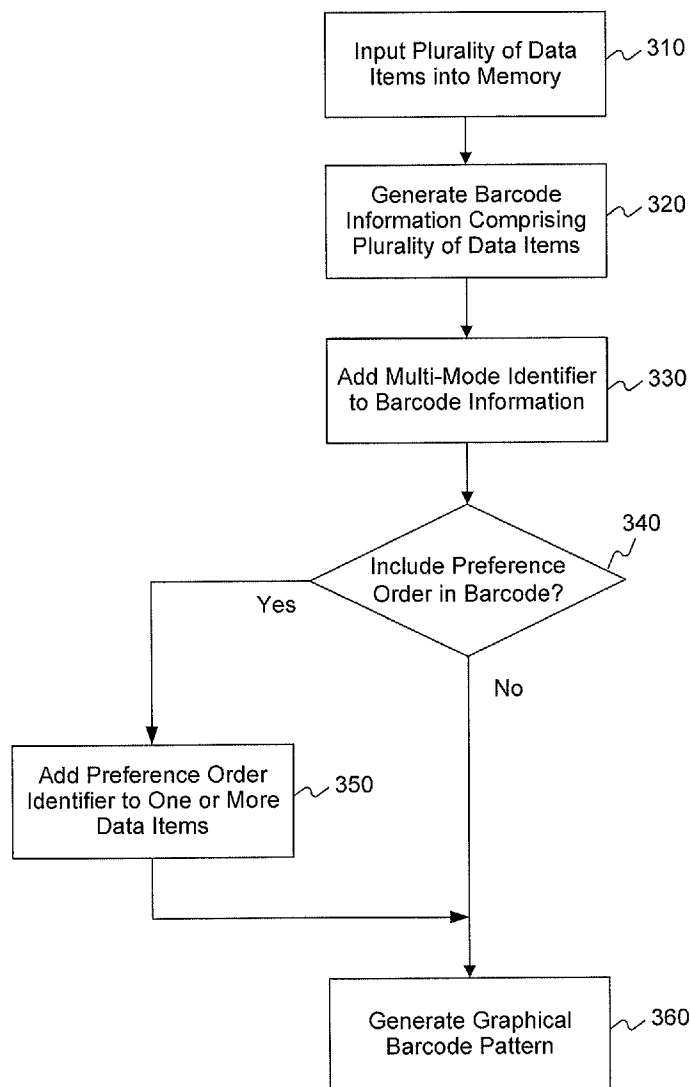 Input Plurality of Data
Items into Memory
310
Generate Barcode
Information Comprising
Plurality of Data Items
320
Add Multi-Mode Identifier
to Barcode Information
330
340
Include Preference
Order in Barcode?
Yes
No
Add Preference Order
Identifier to One or More
Data Items
350
Generate Graphical
Barcode Pattern
360